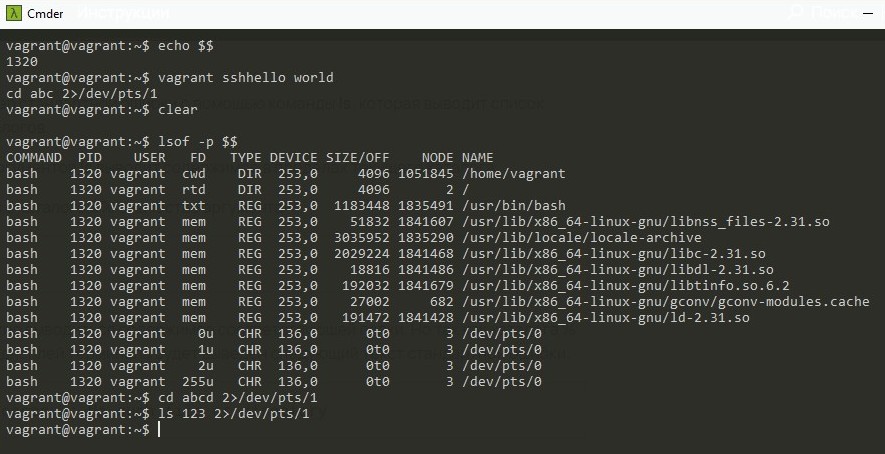 Cmder
vagrant@vagrant:~$ echo $$
1320
vagrant@vagrant:~$ vagrant sshhello world
cd abc 2>/dev/pts/1
vagrant@vagrant:~$ clear
vagrant@vagrant:~$ lsof -p $$
COMMAND  PID    USER   FD   TYPE DEVICE SIZE/OFF    NODE NAME
bash    1320 vagrant  cwd    DIR  253,0     4096 1051845 /home/vagrant
bash    1320 vagrant  rtd    DIR  253,0     4096       2 /
bash    1320 vagrant  txt    REG  253,0  1183448 1835491 /usr/bin/bash
bash    1320 vagrant  mem    REG  253,0    51832 1841607 /usr/lib/x86_64-linux-gnu/libnss_files-2.31.so
bash    1320 vagrant  mem    REG  253,0  3035952 1835290 /usr/lib/locale/locale-archive
bash    1320 vagrant  mem    REG  253,0  2029224 1841468 /usr/lib/x86_64-linux-gnu/libc-2.31.so
bash    1320 vagrant  mem    REG  253,0    18816 1841486 /usr/lib/x86_64-linux-gnu/libdl-2.31.so
bash    1320 vagrant  mem    REG  253,0   192032 1841679 /usr/lib/x86_64-linux-gnu/libtinfo.so.6.2
bash    1320 vagrant  mem    REG  253,0    27002     682 /usr/lib/x86_64-linux-gnu/gconv/gconv-modules.cache
bash    1320 vagrant  mem    REG  253,0   191472 1841428 /usr/lib/x86_64-linux-gnu/ld-2.31.so
bash    1320 vagrant    0u   CHR  136,0      0t0       3 /dev/pts/0
bash    1320 vagrant    1u   CHR  136,0      0t0       3 /dev/pts/0
bash    1320 vagrant    2u   CHR  136,0      0t0       3 /dev/pts/0
bash    1320 vagrant  255u   CHR  136,0      0t0       3 /dev/pts/0
vagrant@vagrant:~$ cd abcd 2>/dev/pts/1
vagrant@vagrant:~$ ls 123 2>/dev/pts/1
vagrant@vagrant:~$